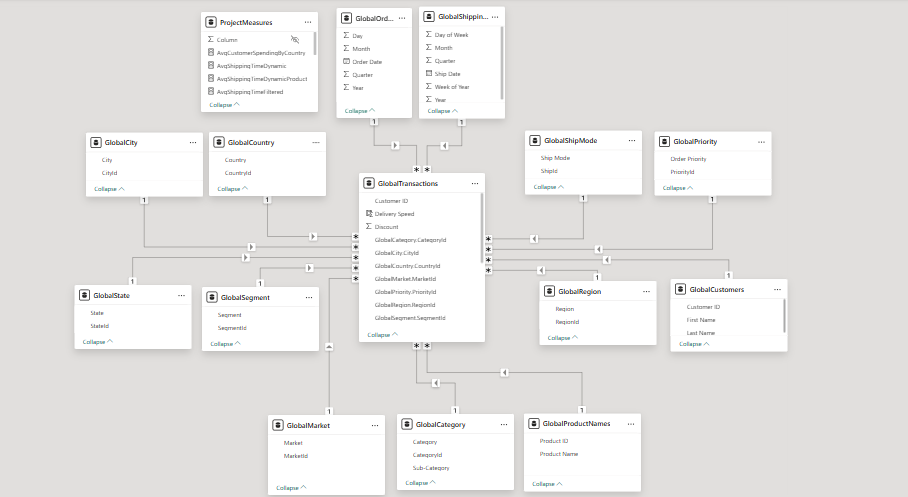 ProjectMeasures
Column
AvgCustomerSpendingByCountry
AvgShippingTimeDynamic
AvgShippingTimeDynamicProduct
AvgShippingTimeFiltered
Collapse
GlobalOrd...
Day
Month
Order Date
Quarter
Year
Collapse
GlobalShippin...
Day of Week
Month
Quarter
Ship Date
Week of Year
Year
Collapse
GlobalCity
City
CityId
Collapse
GlobalCountry
Country
CountryId
Collapse
GlobalShipMode
Ship Mode
ShipId
Collapse
GlobalPriority
Order Priority
PriorityId
Collapse
GlobalTransactions
Customer ID
Delivery Speed
Discount
GlobalCategory.CategoryId
GlobalCity.CityId
GlobalCountry.CountryId
GlobalMarket.MarketId
GlobalPriority.PriorityId
GlobalRegion.RegionId
GlobalSegment.SegmentId
Collapse
GlobalState
State
StateId
Collapse
GlobalSegment
Segment
SegmentId
Collapse
GlobalRegion
Region
RegionId
Collapse
GlobalCustomers
Customer ID
First Name
Last Name
Collapse
GlobalMarket
Market
MarketId
Collapse
GlobalCategory
Category
CategoryId
Sub-Category
Collapse
GlobalProductNames
Product ID
Product Name
Collapse
1
1
1
1
1
1
1
1
1
1
1
1
1